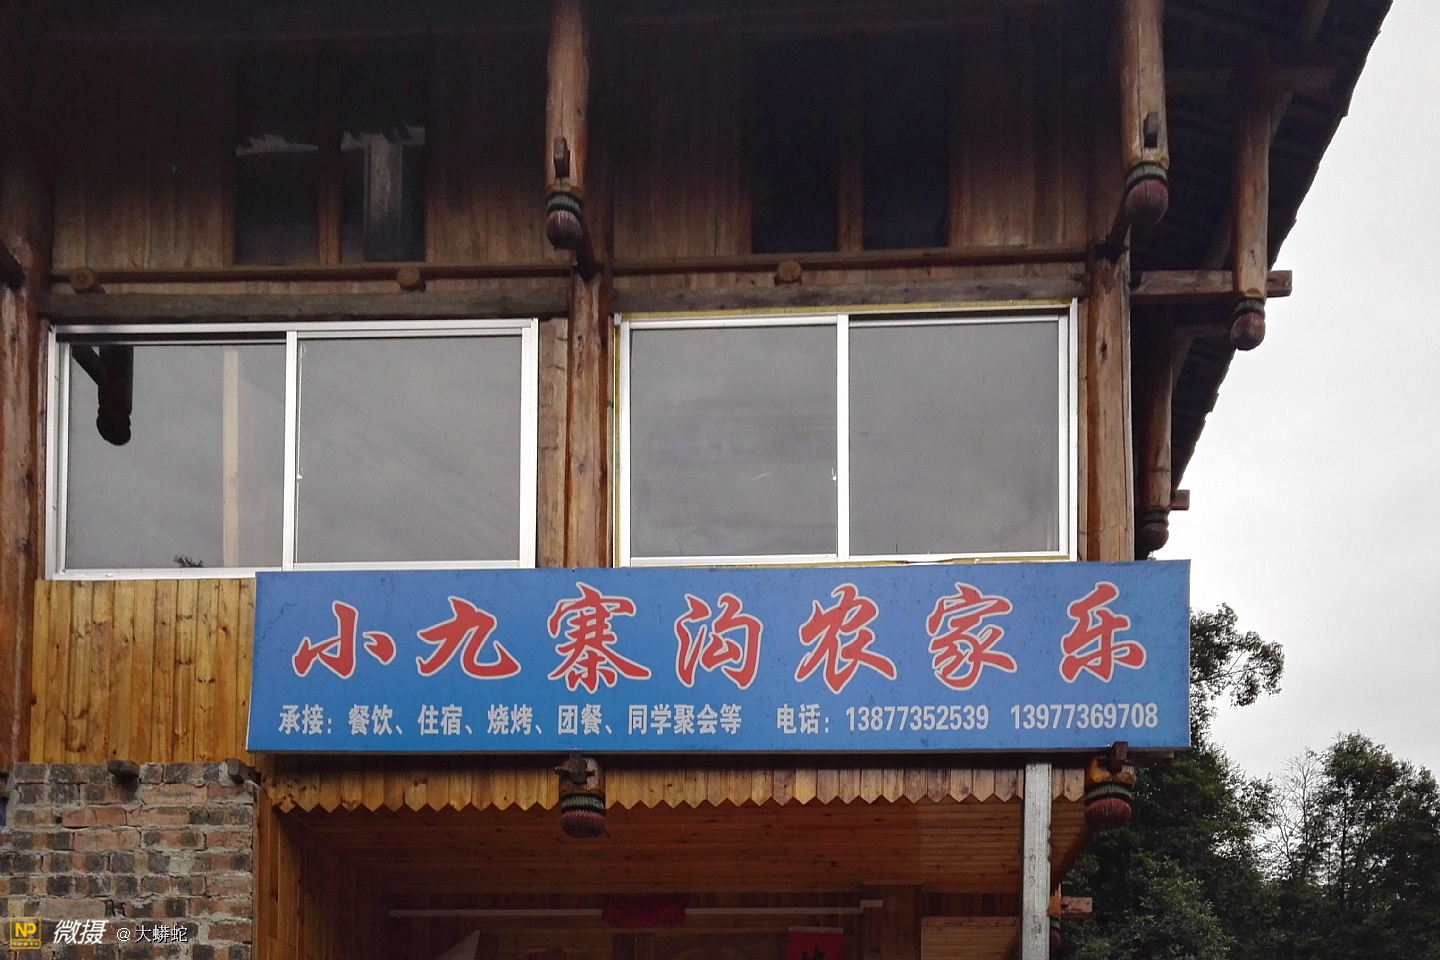 小九寨沟农家乐
承接：餐饮、住宿、烧烤、团餐、同学聚会等 电话：13877352539 13977369708
NP 微摄 @大蟒蛇